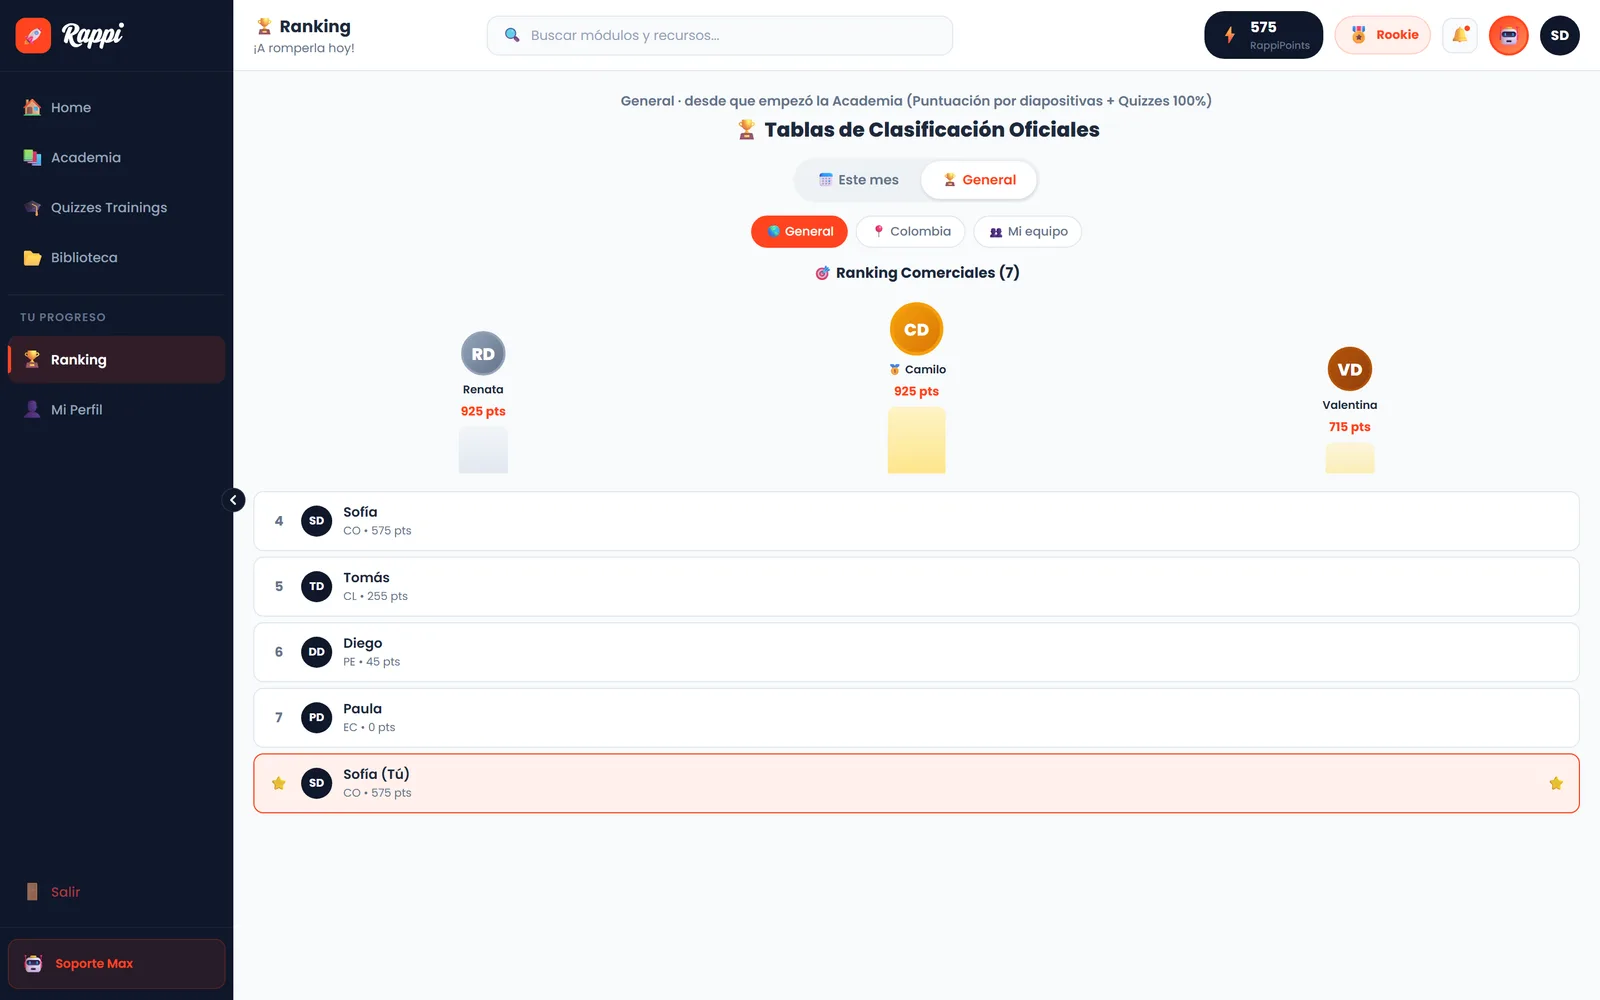 Rappi
Home
Academia
Quizzes Trainings
Biblioteca
TU PROGRESO
Ranking
Mi Perfil
Salir
Soporte Max
Ranking
¡A romperla hoy!
Buscar módulos y recursos...
575
RappiPoints
Rookie
SD
General · desde que empezó la Academia (Puntuación por diapositivas + Quizzes 100%)
Tablas de Clasificación Oficiales
Este mes
General
General
Colombia
Mi equipo
Ranking Comerciales (7)
RD
Renata
925 pts
CD
Camilo
925 pts
VD
Valentina
715 pts
4
SD
Sofía
CO • 575 pts
5
TD
Tomás
CL • 255 pts
6
DD
Diego
PE • 45 pts
7
PD
Paula
EC • 0 pts
SD
Sofía (Tú)
CO • 575 pts